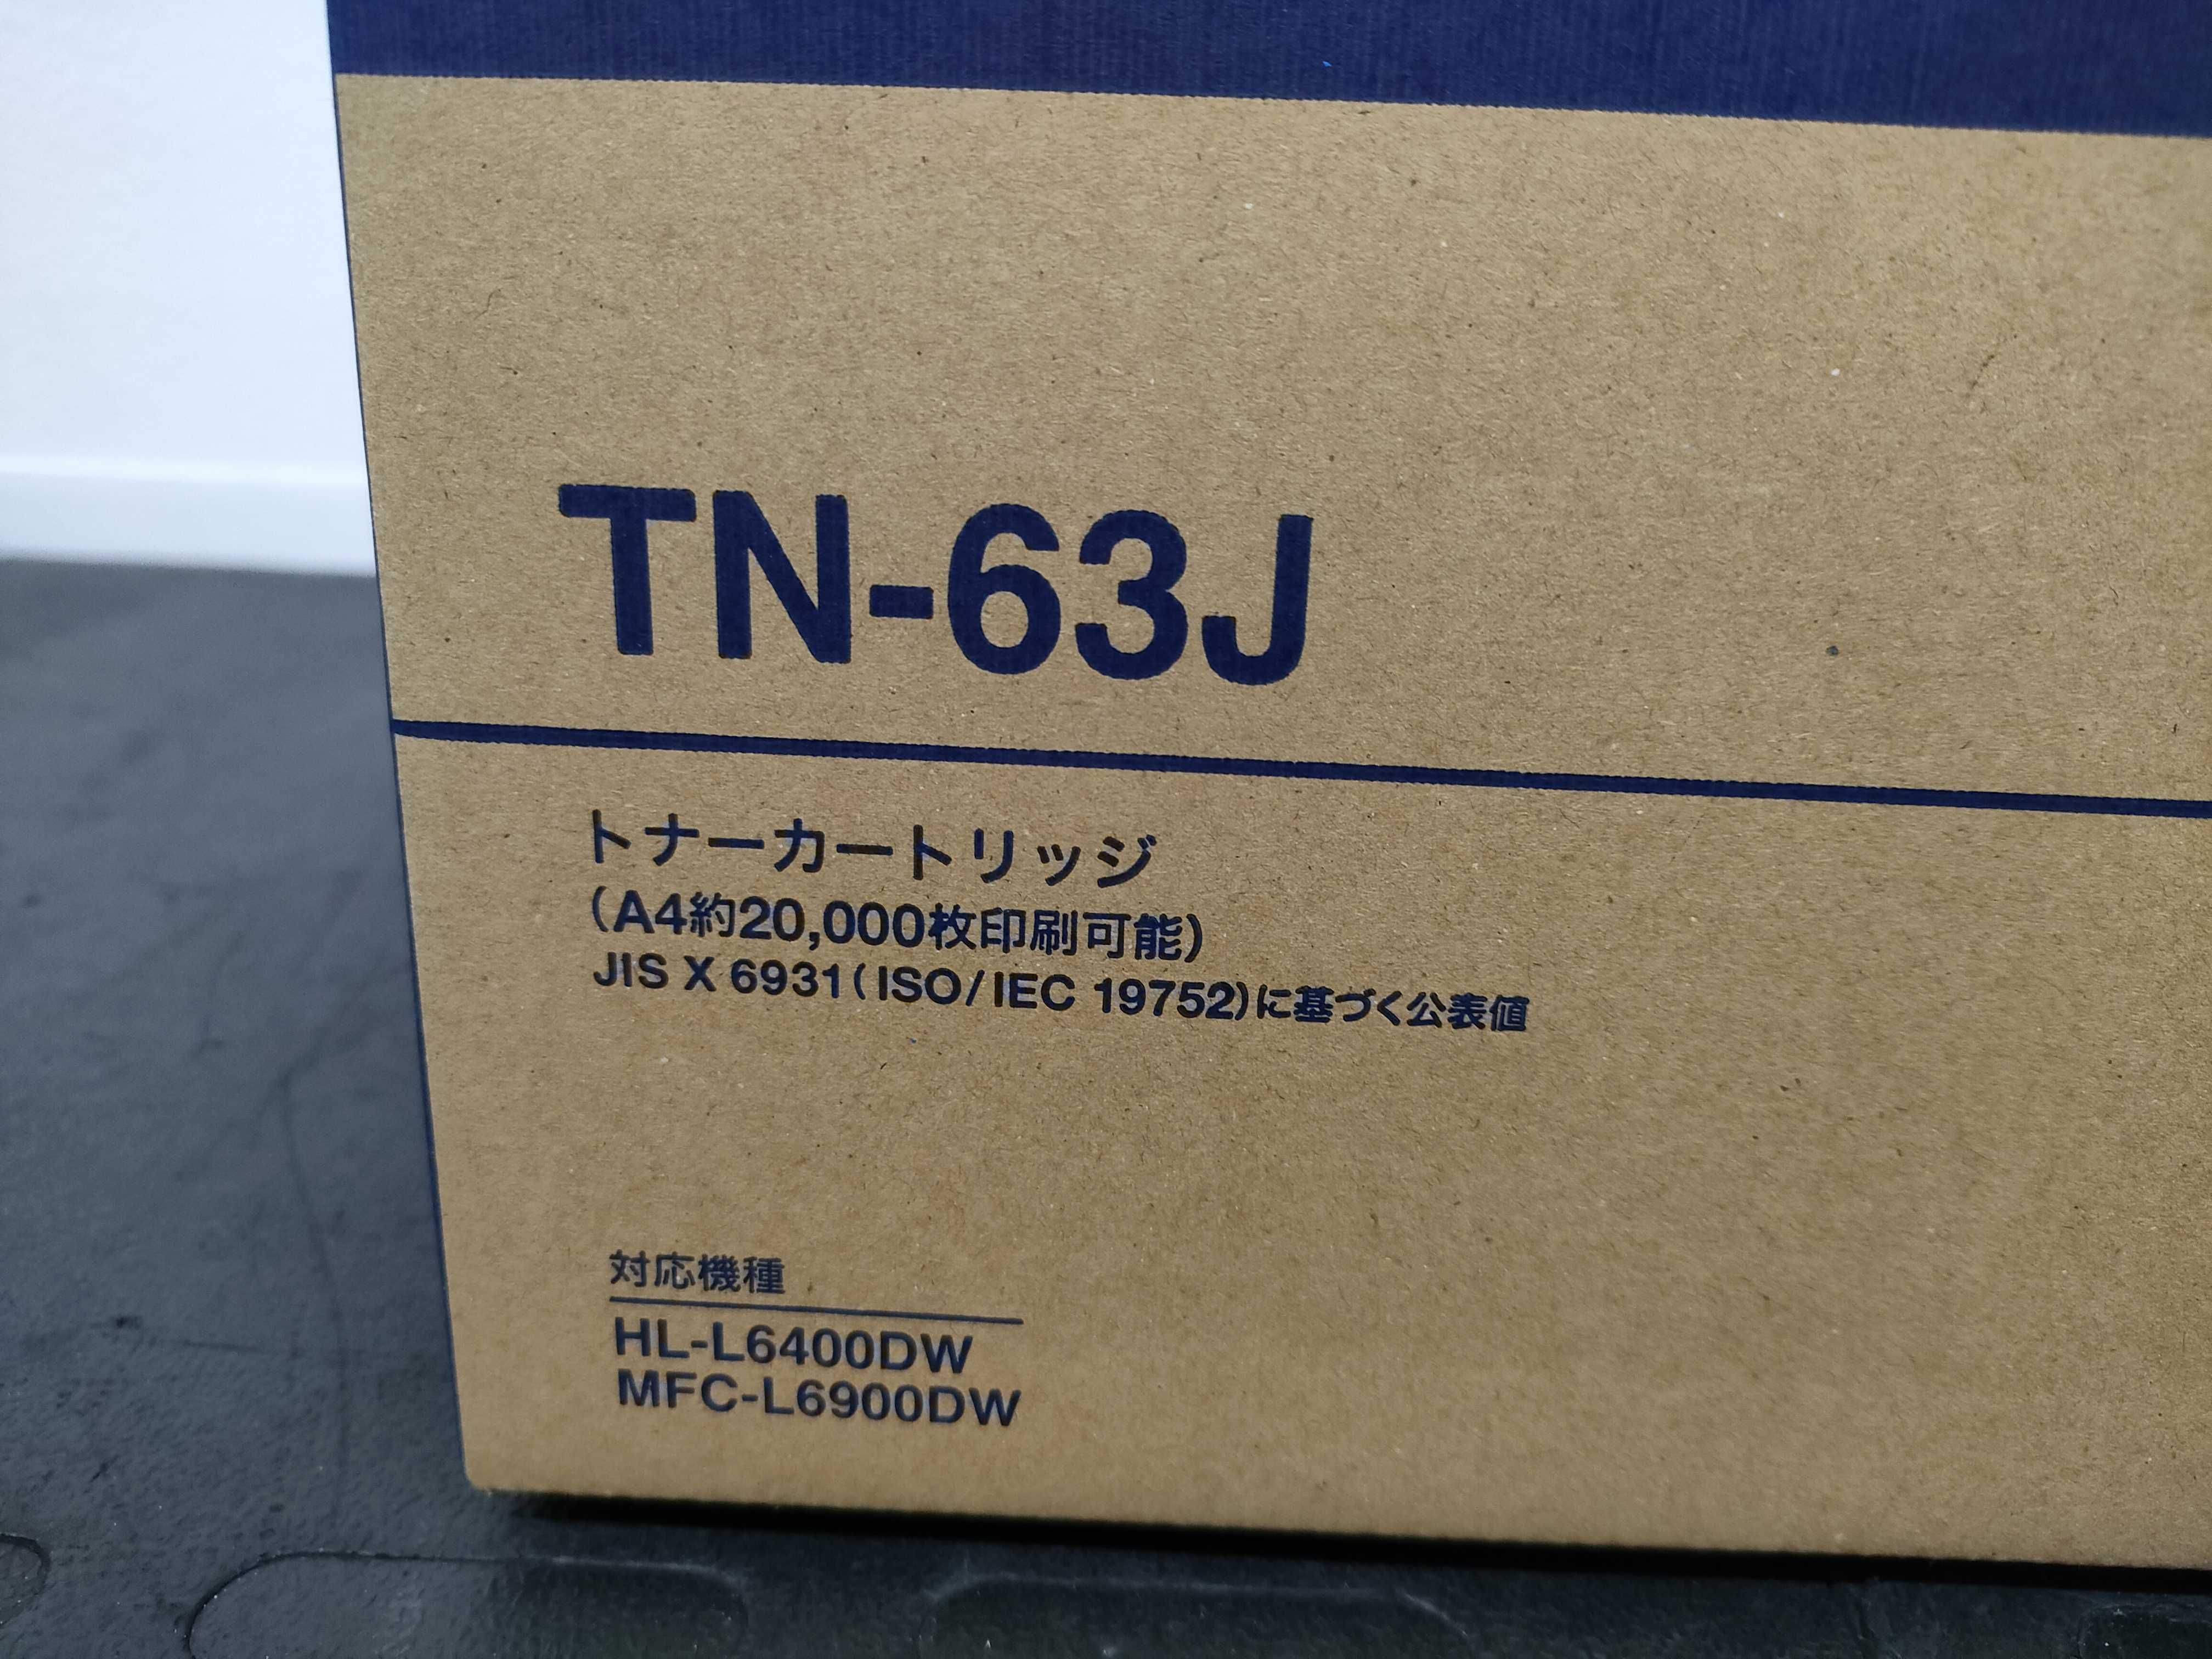 TN-63J
トナーカートリッジ
(A4約20,000枚印刷可能)
JIS X 6931(ISO/IEC 19752)に基づく公表値
対応機種
HL-L6400DW
MFC-L6900DW